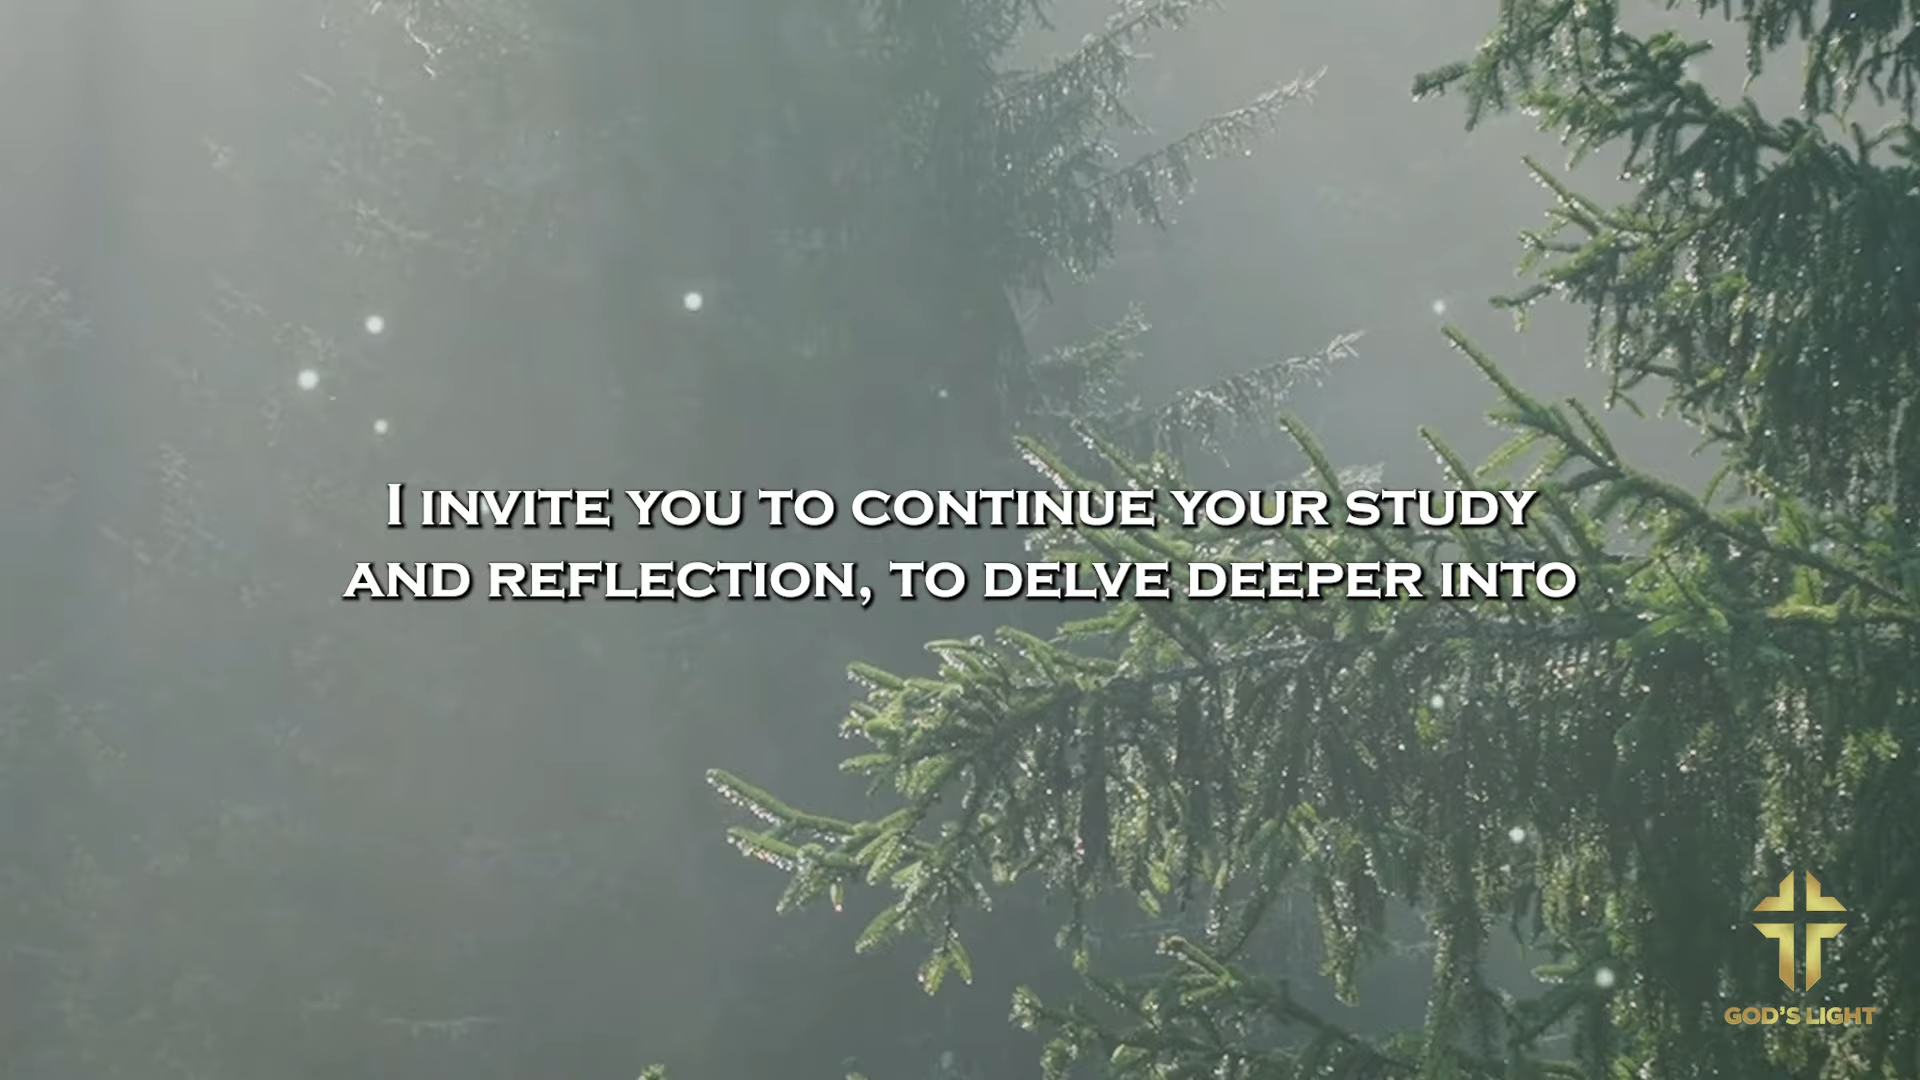 I INVITE YOU TO CONTINUE YOUR STUDY
AND REFLECTION, TO DELVE DEEPER INTO
GOD'S LIGHT